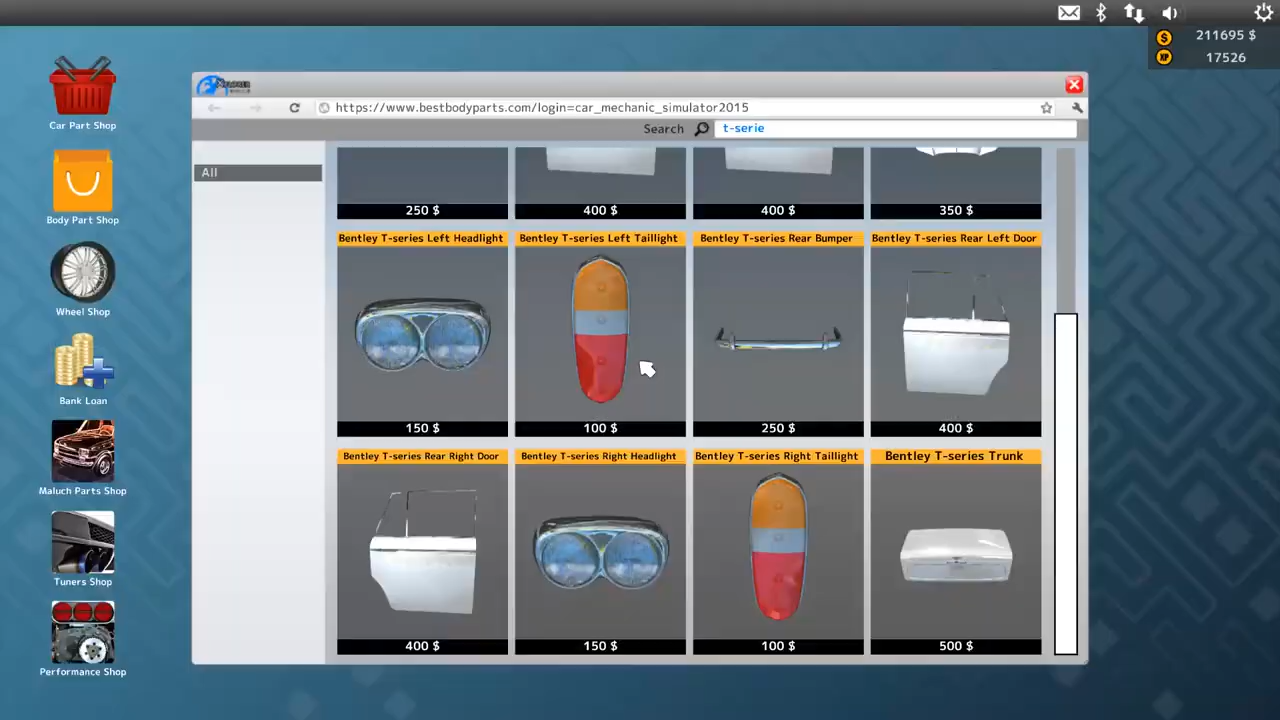 211695 $
17526
https://www.bestbodyparts.com/login=car_mechanic_simulator2015
Search t-serie
All
Car Part Shop
Body Part Shop
Wheel Shop
Bank Loan
Maluch Parts Shop
Tuners Shop
Performance Shop
250 $ 400 $ 400 $ 350 $
Bentley T-series Left Headlight Bentley T-series Left Taillight Bentley T-series Rear Bumper Bentley T-series Rear Left Door
150 $ 100 $ 250 $ 400 $
Bentley T-series Rear Right Door Bentley T-series Right Headlight Bentley T-series Right Taillight Bentley T-series Trunk
400 $ 150 $ 100 $ 500 $